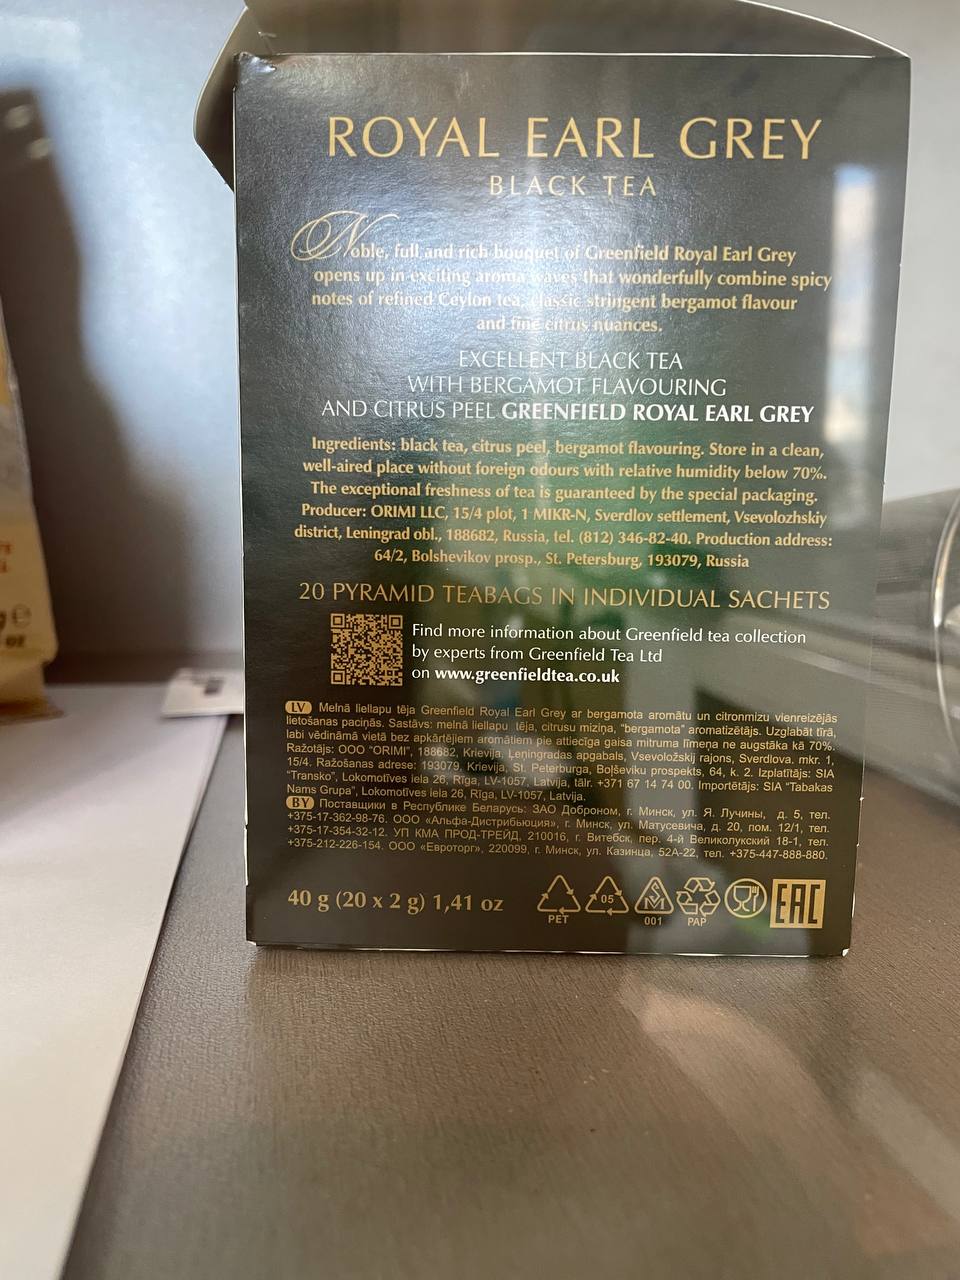 ROYAL EARL GREY
BLACK TEA
Noble, full and rich bouquet of Greenfield Royal Earl Grey
opens up in exciting aroma waves that wonderfully combine spicy
notes of refined Ceylon tea, classic stringent bergamot flavour
and fine citrus nuances.
EXCELLENT BLACK TEA
WITH BERGAMOT FLAVOURING
AND CITRUS PEEL GREENFIELD ROYAL EARL GREY
Ingredients: black tea, citrus peel, bergamot flavouring. Store in a clean,
well-aired place without foreign odours with relative humidity below 70%.
The exceptional freshness of tea is guaranteed by the special packaging.
Producer: ORIMI LLC, 15/4 plot, 1 MIKR-N, Sverdlov settlement, Vsevolozhskiy
district, Leningrad obl., 188682, Russia, tel. (812) 346-82-40. Production address:
64/2, Bolshevikov prosp., St. Petersburg, 193079, Russia
20 PYRAMID TEABAGS IN INDIVIDUAL SACHETS
Find more information about Greenfield tea collection
by experts from Greenfield Tea Ltd
on www.greenfieldtea.co.uk
LV Melnā liellapu tēja Greenfield Royal Earl Grey ar bergamota aromātu un citronmizu vienreizējās
lietošanas paciņās. Sastāvs: melnā liellapu tēja, citrusu miziņa, "bergamota" aromatizētājs. Uzglabāt tīrā,
labi vēdināmā vietā bez apkārtējiem aromātiem pie attiecīga gaisa mitruma līmeņa ne augstāka kā 70%.
Ražotājs: OOO "ORIMI", 188682, Krievija, Ļeņingradas apgabals, Vsevoložskij rajons, Sverdlova. mkr. 1,
15/4. Ražošanas adrese: 193079, Krievija, St. Peterburga, Boļševiku prospekts, 64, k. 2. Izplatītājs: SIA
"Transko", Lokomotīves iela 26, Rīga, LV-1057, Latvija, tālr. +371 67 14 74 00. Importētājs: SIA "Tabakas
Nams Grupa", Lokomotīves iela 26, Rīga, LV-1057, Latvija.
BY Поставщики в Республике Беларусь: ЗАО Доброном, г. Минск, ул. Я. Лучины, д. 5, тел.
+375-17-362-98-76. ООО «Альфа-Дистрибьюция», г. Минск, ул. Матусевича, д. 20, пом. 12/1, тел.
+375-17-354-32-12. УП КМА ПРОД-ТРЕЙД, 210016, г. Витебск, пер. 4-й Великолукский 18-1, тел.
+375-212-226-154. ООО «Евроторг», 220099, г. Минск, ул. Казинца, 52А-22, тел. +375-447-888-880.
40 g (20 x 2 g) 1,41 oz
05
EAC
PET
001
PAP